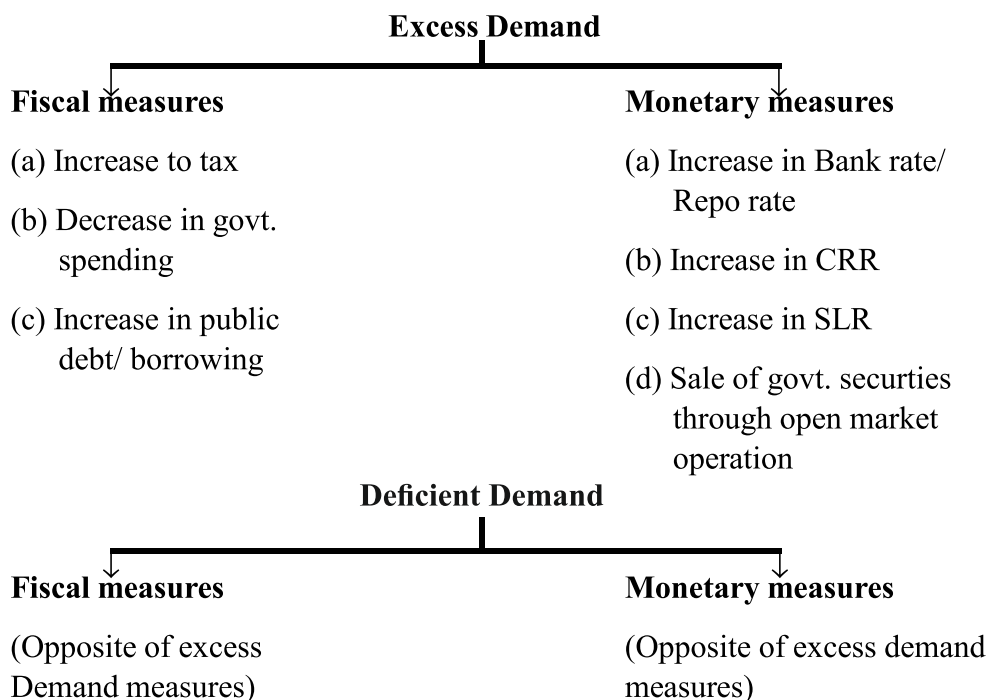 Excess Demand
Fiscal measures
(a) Increase to tax
(b) Decrease in govt.
spending
(c) Increase in public
debt/ borrowing
Monetary measures
(a) Increase in Bank rate/
Repo rate
(b) Increase in CRR
(c) Increase in SLR
(d) Sale of govt. securties
through open market
operation
Deficient Demand
Fiscal measures
(Opposite of excess
Demand measures)
Monetary measures
(Opposite of excess demand
measures)